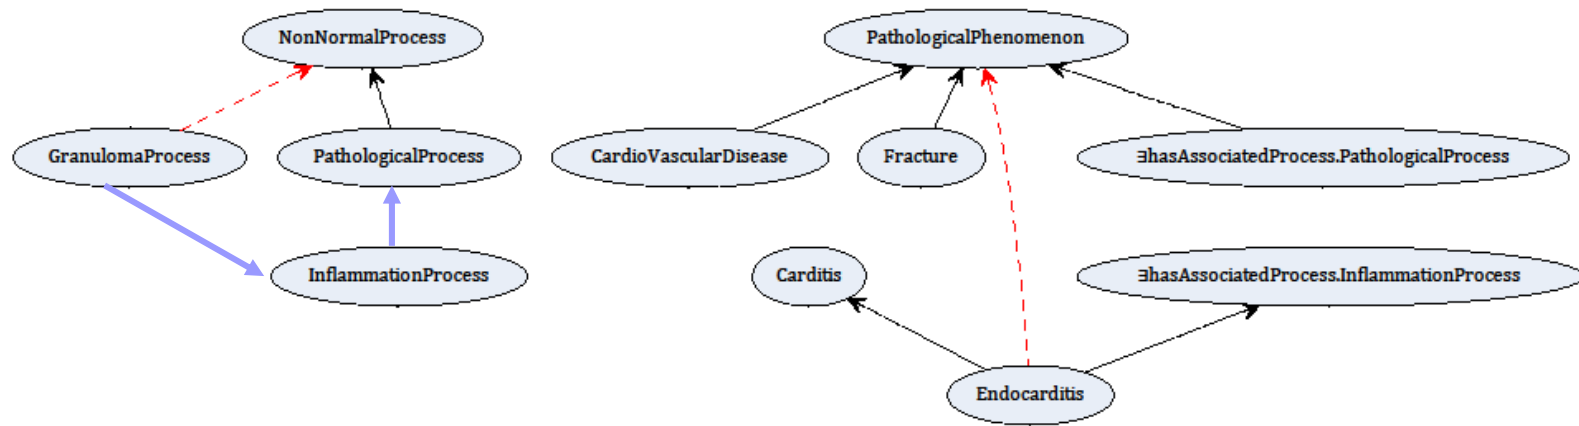 NonNormalProcess
PathologicalPhenomenon
GranulomaProcess
PathologicalProcess
CardioVascularDisease
Fracture
∃hasAssociatedProcess.PathologicalProcess
InflammationProcess
Carditis
∃hasAssociatedProcess.InflammationProcess
Endocarditis